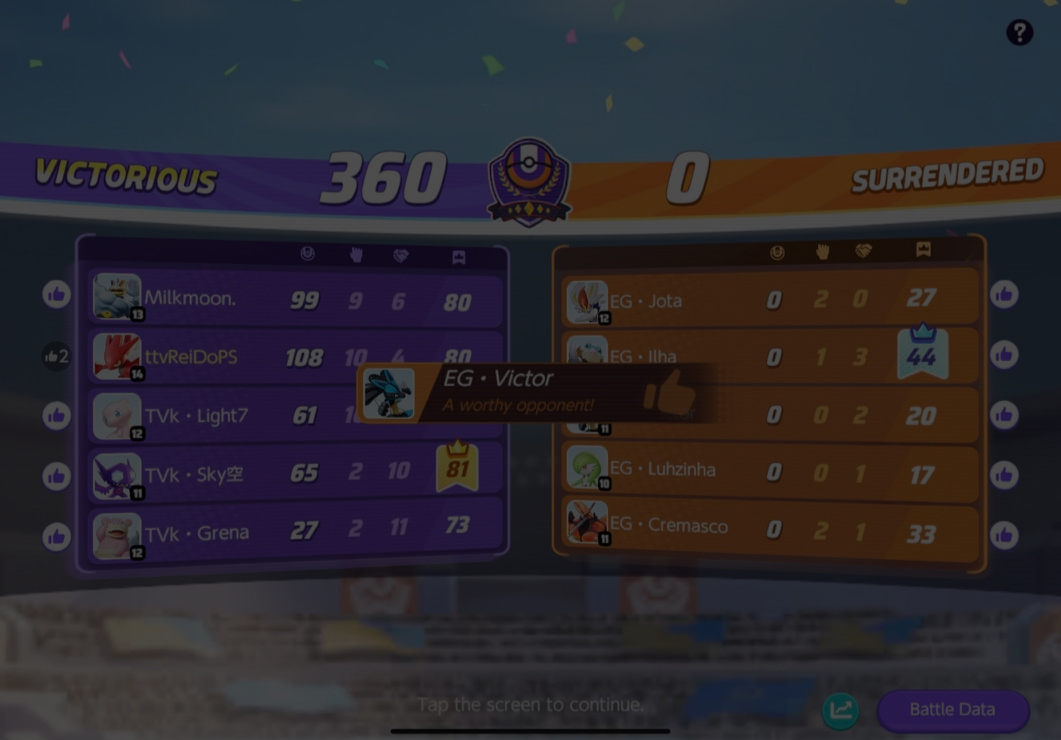 ?
VICTORIOUS 360 0 SURRENDERED
13 Milkmoon. 99 9 6 80
2 14 ttvReiDoPS 108 10 4 80
12 TVk・Light7 61
11 TVk・Sky空 65 2 10 81
12 TVk・Grena 27 2 11 73
12 EG・Jota 0 2 0 27
EG・Ilha 0 1 3 44
EG・Victor
A worthy opponent!
11 0 0 2 20
10 EG・Luhzinha 0 0 1 17
11 EG・Cremasco 0 2 1 33
Tap the screen to continue.
Battle Data